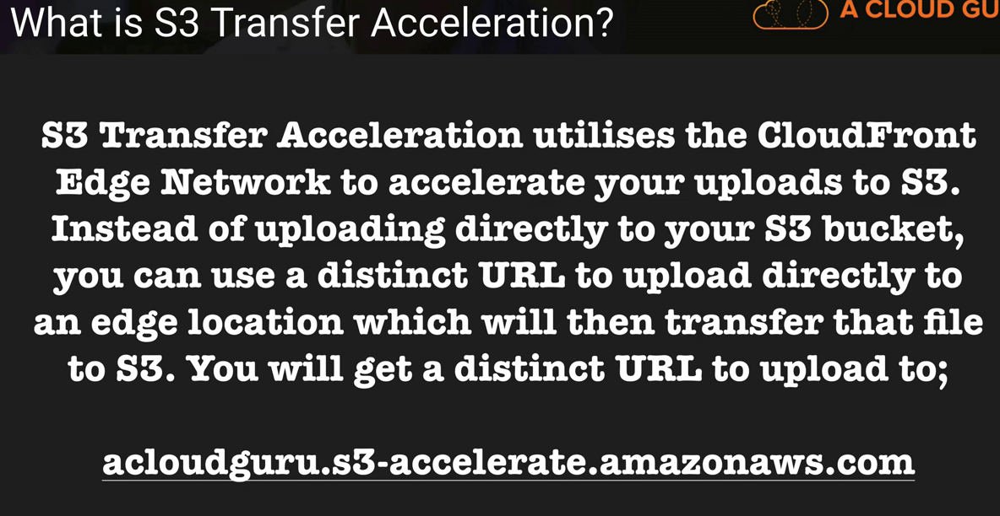 What is S3 Transfer Acceleration?
A CLOUD GU
S3 Transfer Acceleration utilises the CloudFront
Edge Network to accelerate your uploads to S3.
Instead of uploading directly to your S3 bucket,
you can use a distinct URL to upload directly to
an edge location which will then transfer that file
to S3. You will get a distinct URL to upload to;
acloudguru.s3-accelerate.amazonaws.com